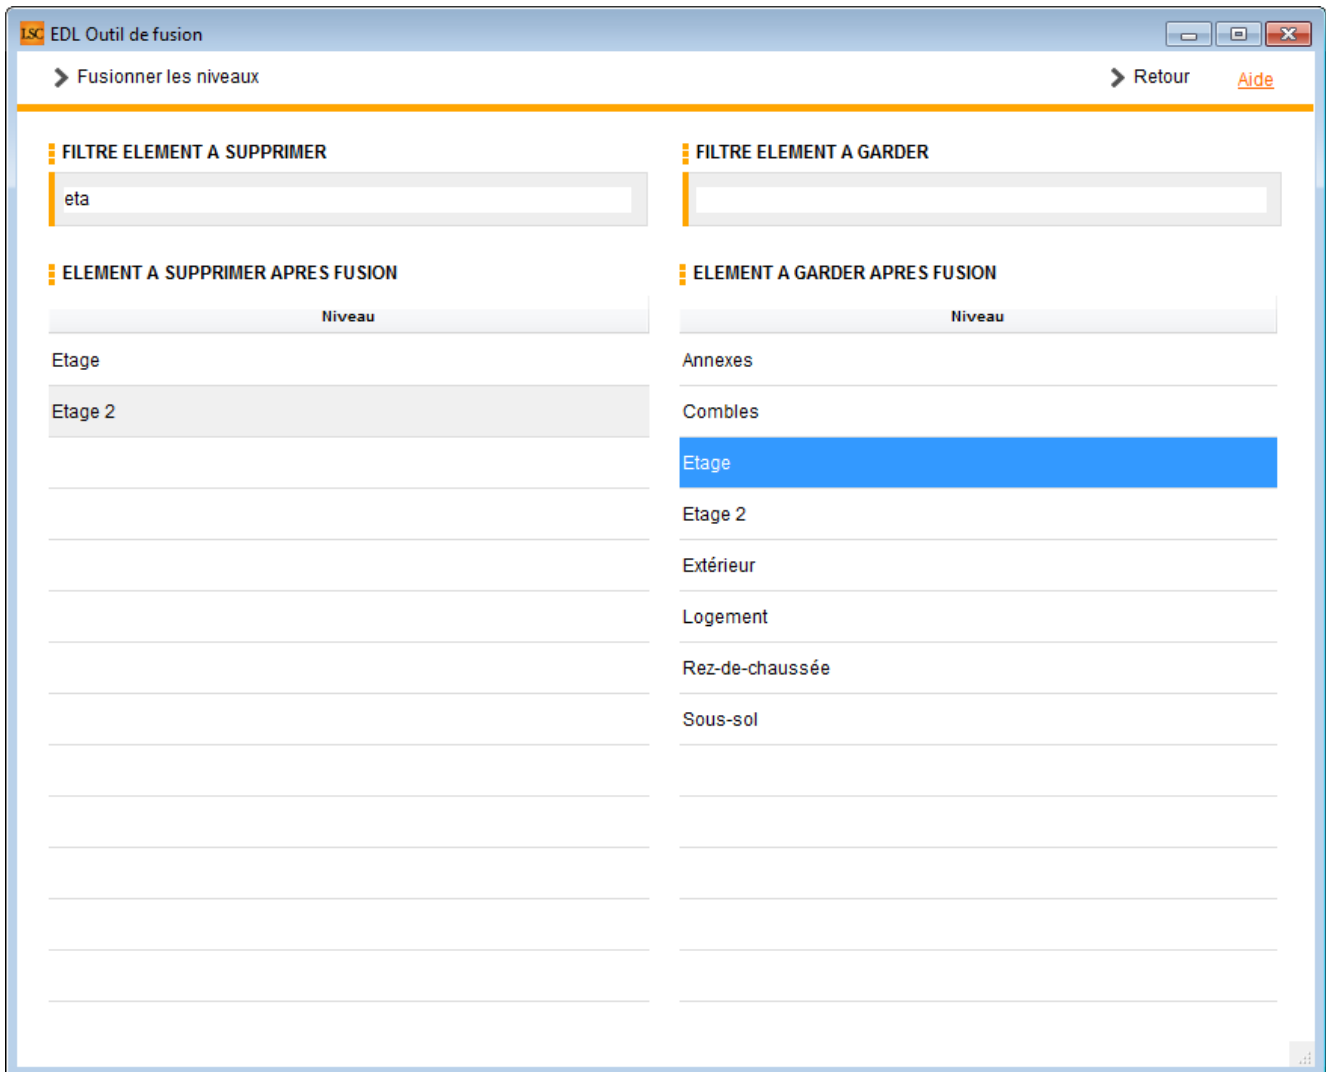 LSC EDL Outil de fusion
Fusionner les niveaux
Retour
Aide
FILTRE ELEMENT A SUPPRIMER
FILTRE ELEMENT A GARDER
eta
ELEMENT A SUPPRIMER APRES FUSION
ELEMENT A GARDER APRES FUSION
Niveau
Niveau
Etage
Annexes
Etage 2
Combles
Etage
Etage 2
Extérieur
Logement
Rez-de-chaussée
Sous-sol